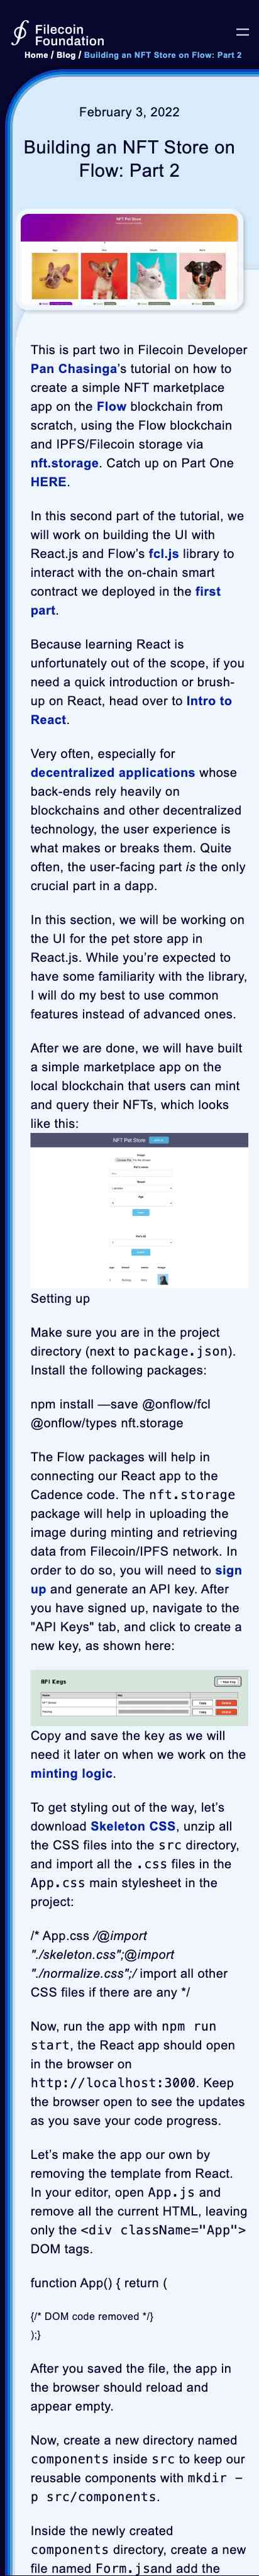 Filecoin
Foundation
Home / Blog / Building an NFT Store on Flow: Part 2
February 3, 2022
Building an NFT Store on
Flow: Part 2
NFT Pet Store
This is part two in Filecoin Developer
Pan Chasinga's tutorial on how to
create a simple NFT marketplace
app on the Flow blockchain from
scratch, using the Flow blockchain
and IPFS/Filecoin storage via
nft.storage. Catch up on Part One
HERE.
In this second part of the tutorial, we
will work on building the UI with
React.js and Flow's fcl.js library to
interact with the on-chain smart
contract we deployed in the first
part.
Because learning React is
unfortunately out of the scope, if you
need a quick introduction or brush-
up on React, head over to Intro to
React.
Very often, especially for
decentralized applications whose
back-ends rely heavily on
blockchains and other decentralized
technology, the user experience is
what makes or breaks them. Quite
often, the user-facing part is the only
crucial part in a dapp.
In this section, we will be working on
the UI for the pet store app in
React.js. While you're expected to
have some familiarity with the library,
I will do my best to use common
features instead of advanced ones.
After we are done, we will have built
a simple marketplace app on the
local blockchain that users can mint
and query their NFTs, which looks
like this:
NFT Pet Store
Setting up
Make sure you are in the project
directory (next to package.json).
Install the following packages:
npm install —save @onflow/fcl
@onflow/types nft.storage
The Flow packages will help in
connecting our React app to the
Cadence code. The nft.storage
package will help in uploading the
image during minting and retrieving
data from Filecoin/IPFS network. In
order to do so, you will need to sign
up and generate an API key. After
you have signed up, navigate to the
"API Keys" tab, and click to create a
new key, as shown here:
API Keys
Copy and save the key as we will
need it later on when we work on the
minting logic.
To get styling out of the way, let's
download Skeleton CSS, unzip all
the CSS files into the src directory,
and import all the .css files in the
App.css main stylesheet in the
project:
/* App.css /@import
"./skeleton.css";@import
"./normalize.css";/ import all other
CSS files if there are any */
Now, run the app with npm run
start, the React app should open
in the browser on
http://localhost:3000. Keep
the browser open to see the updates
as you save your code progress.
Let's make the app our own by
removing the template from React.
In your editor, open App.js and
remove all the current HTML, leaving
only the <div className="App">
DOM tags.
function App() { return (
{/* DOM code removed */}
);}
After you saved the file, the app in
the browser should reload and
appear empty.
Now, create a new directory named
components inside src to keep our
reusable components with mkdir -
p src/components.
Inside the newly created
components directory, create a new
file named Form.jsand add the